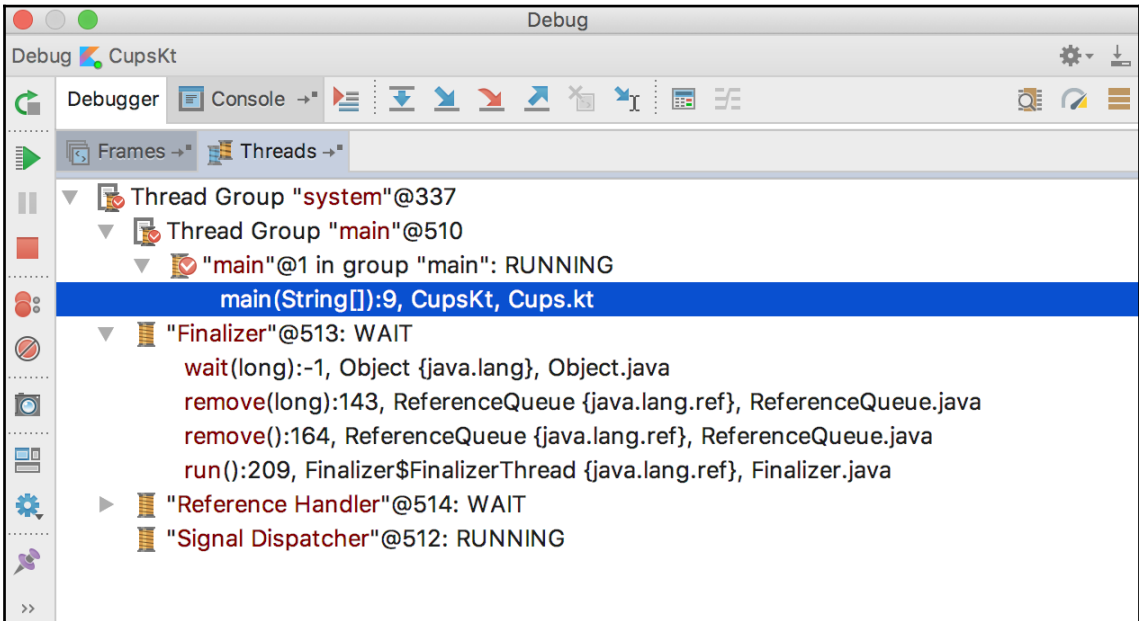 Debug
Debug CupsKt
Debugger Console
Frames Threads
Thread Group "system"@337
Thread Group "main"@510
"main"@1 in group "main": RUNNING
main(String[]):9, CupsKt, Cups.kt
"Finalizer"@513: WAIT
wait(long):-1, Object {java.lang}, Object.java
remove(long):143, ReferenceQueue {java.lang.ref}, ReferenceQueue.java
remove():164, ReferenceQueue {java.lang.ref}, ReferenceQueue.java
run():209, Finalizer$FinalizerThread {java.lang.ref}, Finalizer.java
"Reference Handler"@514: WAIT
"Signal Dispatcher"@512: RUNNING